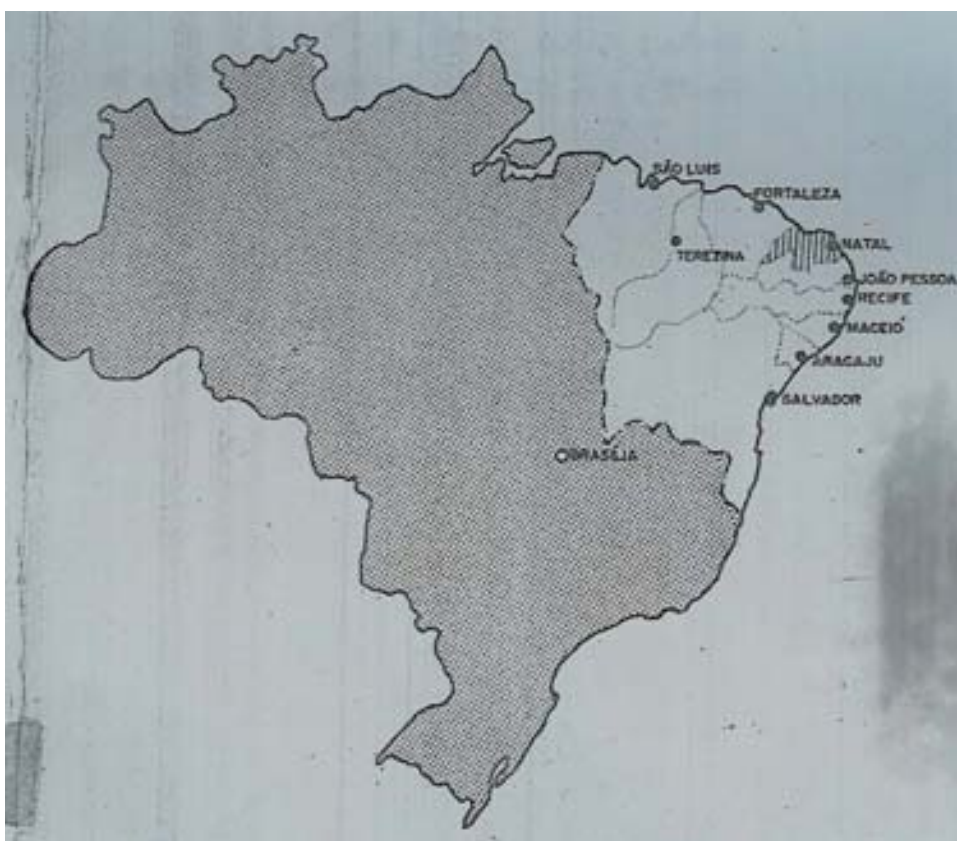 SÃO LUIS
FORTALEZA
NATAL
TEREZINA
JOÃO PESSOA
RECIFE
MACEIÓ
ARACAJU
SALVADOR
BRASÍLIA